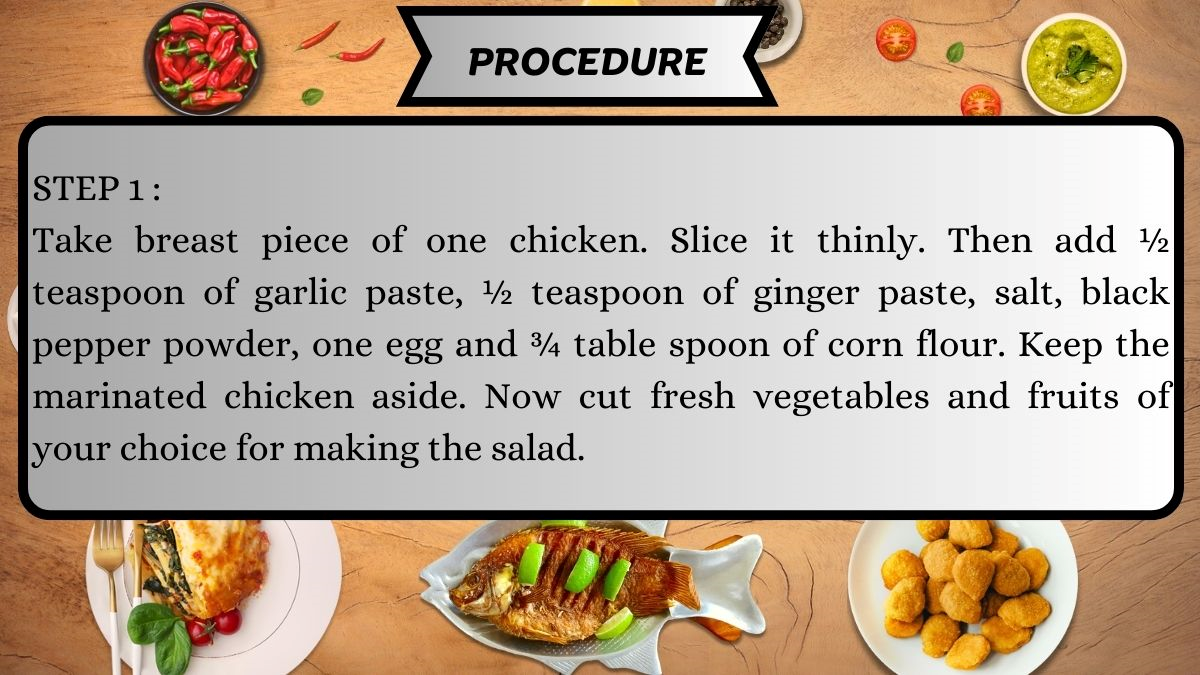 PROCEDURE
STEP 1 :
Take breast piece of one chicken. Slice it thinly. Then add ½
teaspoon of garlic paste, ½ teaspoon of ginger paste, salt, black
pepper powder, one egg and ¾ table spoon of corn flour. Keep the
marinated chicken aside. Now cut fresh vegetables and fruits of
your choice for making the salad.